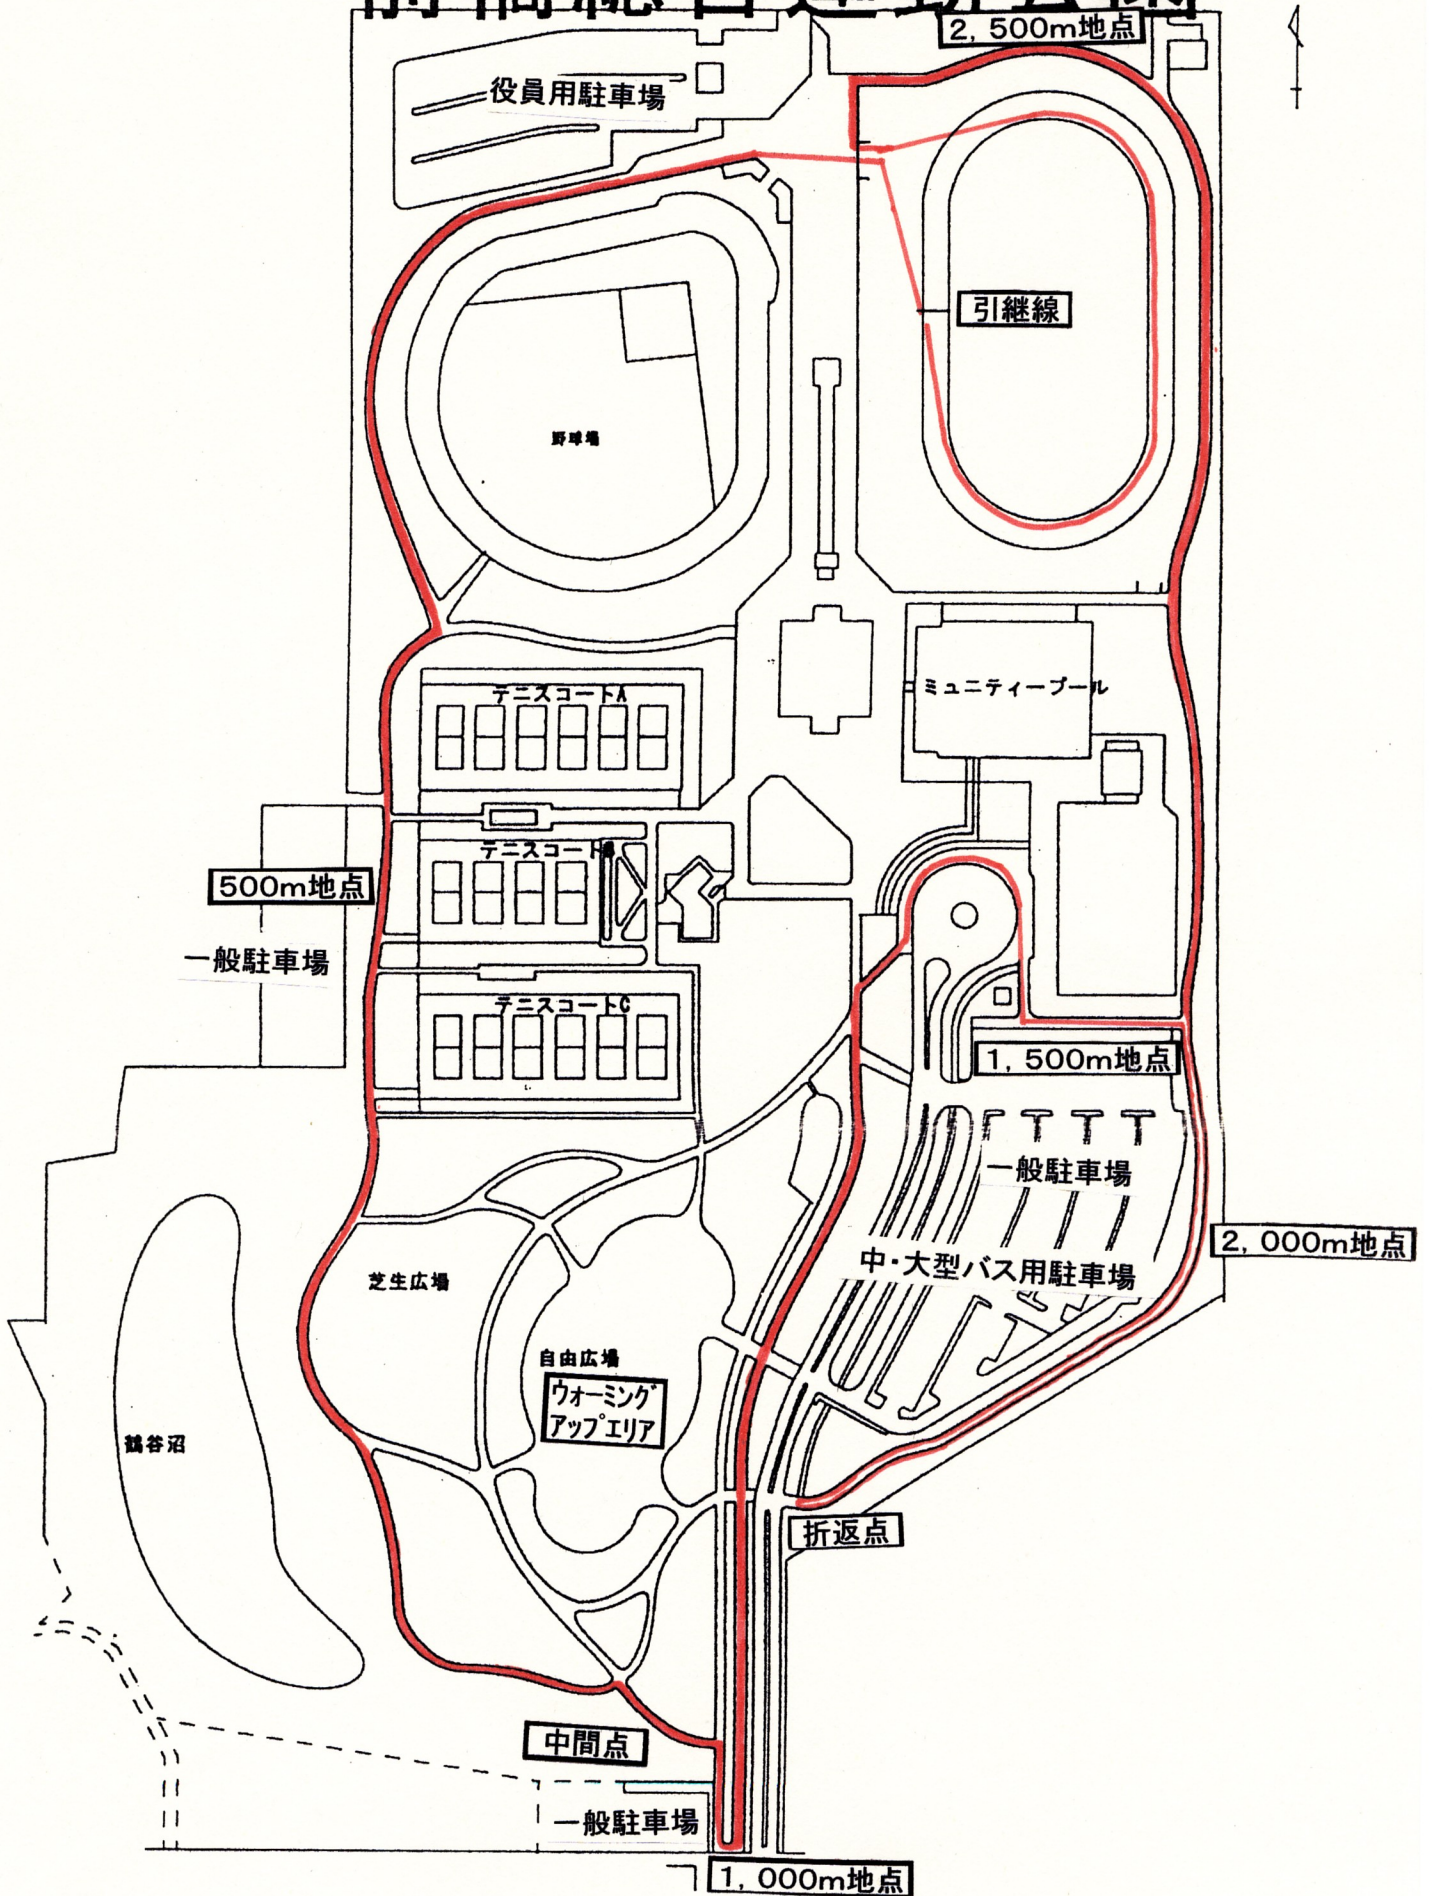 2, 500m地点
役員用駐車場
引継線
野球場
テニスコートA
ミュニティープール
テニスコート
500m地点
一般駐車場
テニスコートC
1, 500m地点
一般駐車場
2, 000m地点
中・大型バス用駐車場
芝生広場
自由広場
ウォーミング
アップエリア
鶴谷沼
折返点
中間点
一般駐車場
1, 000m地点